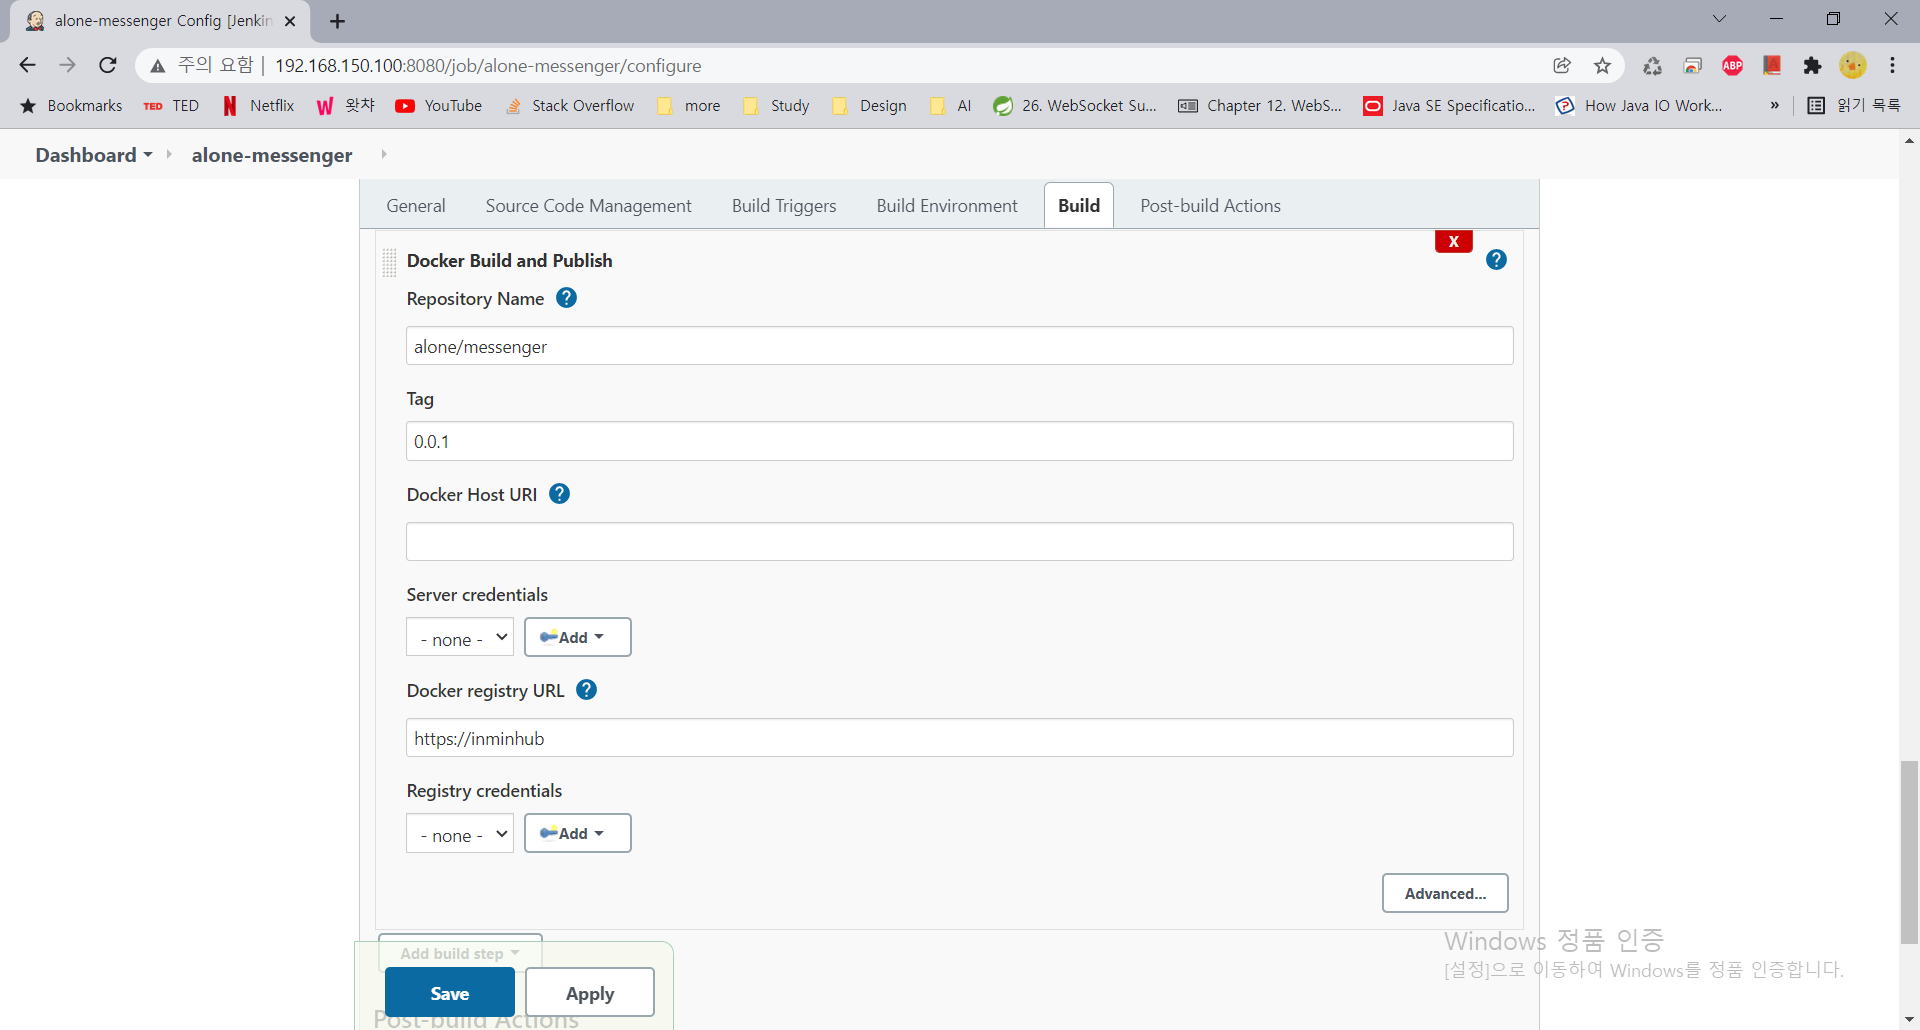 alone-messenger Config [Jenkin
주의 요함 192.168.150.100:8080/job/alone-messenger/configure
ABP
Bookmarks TED TED Netflix 왓챠 YouTube Stack Overflow more Study Design AI 26. WebSocket Su... Chapter 12. WebS... Java SE Specificatio... How Java IO Work... » 읽기 목록
Dashboard alone-messenger
General Source Code Management Build Triggers Build Environment Build Post-build Actions
X
Docker Build and Publish ?
Repository Name ?
alone/messenger
Tag
0.0.1
Docker Host URI ?
Server credentials
- none - Add
Docker registry URL ?
https://inminhub
Registry credentials
- none - Add
Advanced...
Add build step
Save Apply
Post-build Actions
Windows 정품 인증
[설정]으로 이동하여 Windows를 정품 인증합니다.